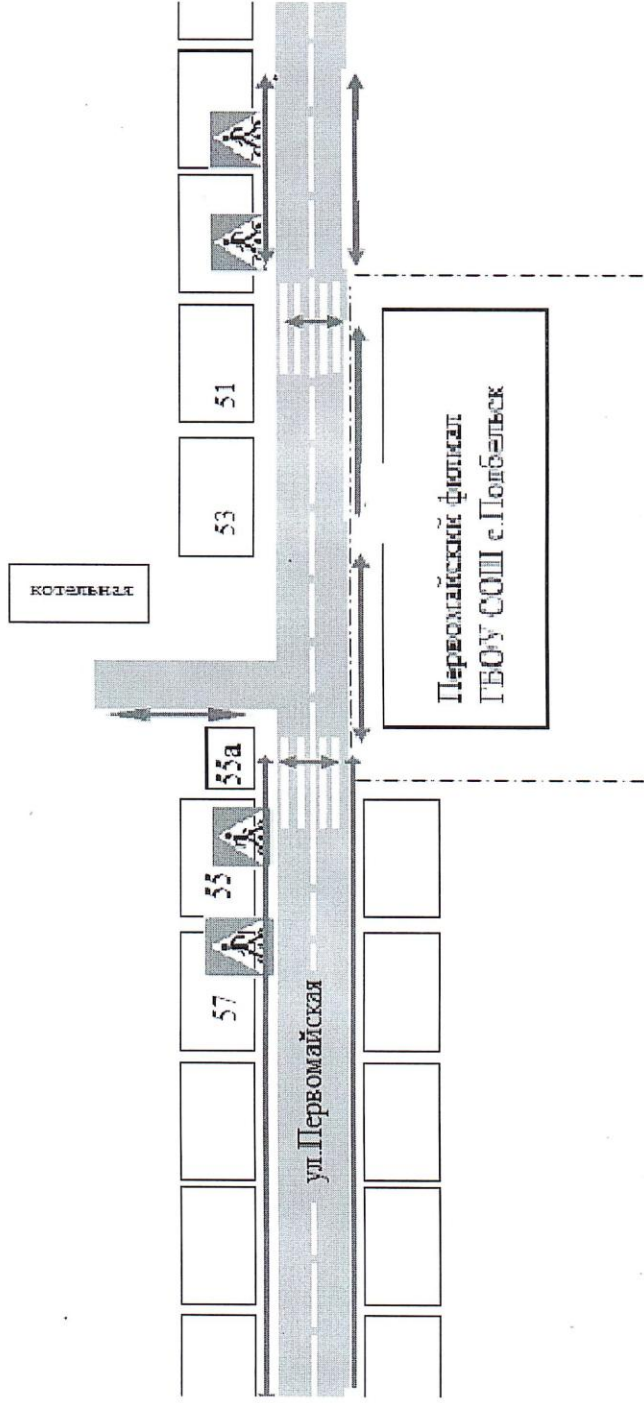 котельная
51
53
55а
55
57
ул.Первомайская
Первомайский филиал
ГБОУ СОШ с.Подбельск